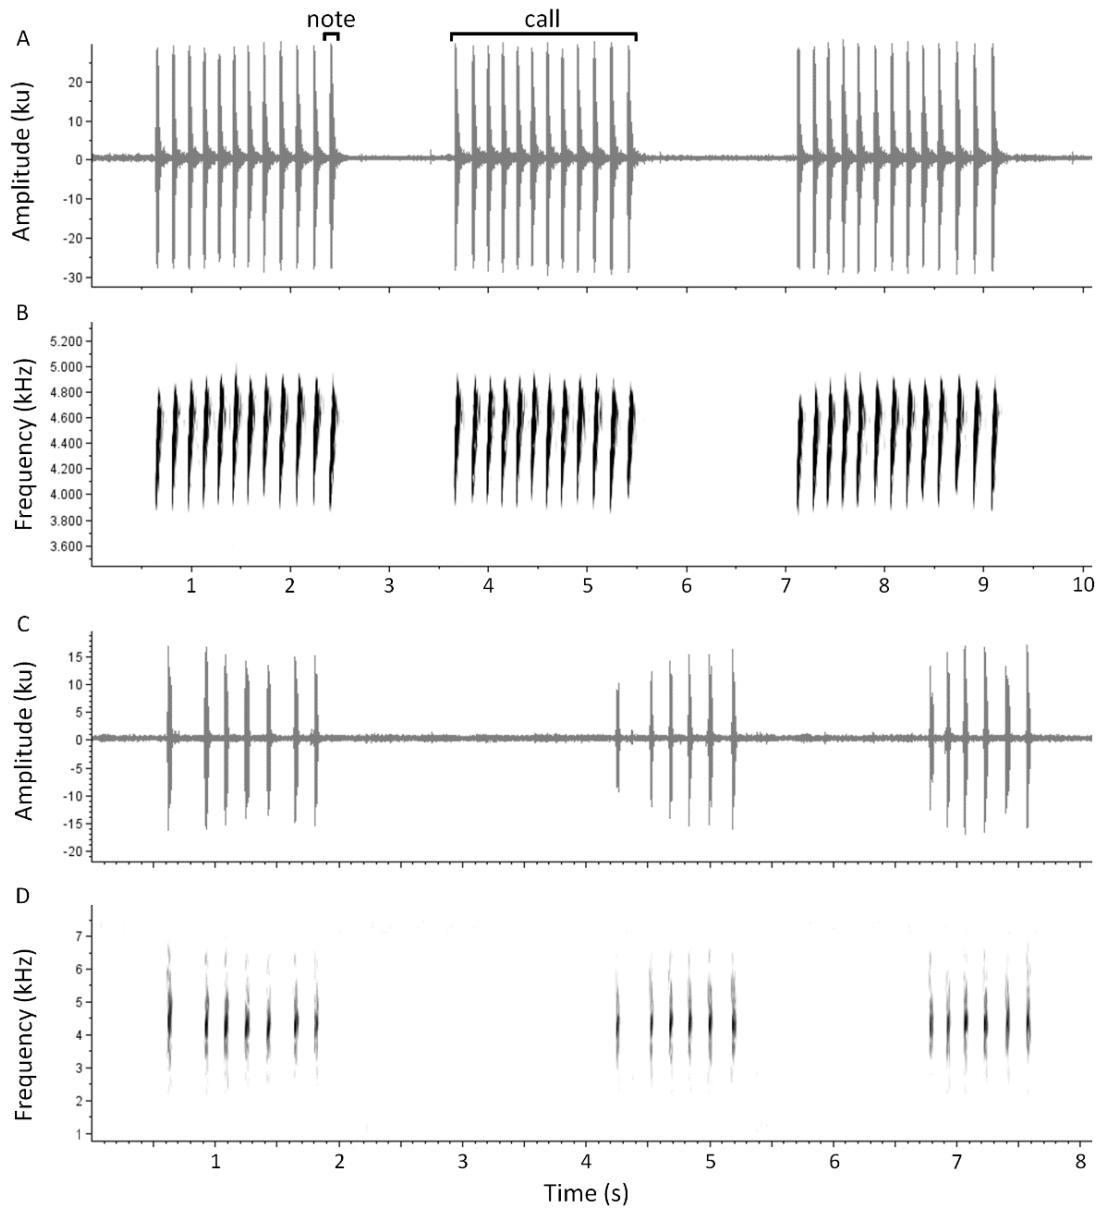 note call
A
Amplitude (ku)
20
10
0
-10
-20
-30
B
Frequency (kHz)
5.200
5.000
4.800
4.600
4.400
4.200
4.000
3.800
3.600
1 2 3 4 5 6 7 8 9 10
C
Amplitude (ku)
15
10
5
0
-5
-10
-15
-20
D
Frequency (kHz)
7
6
5
4
3
2
1
1 2 3 4 5 6 7 8
Time (s)